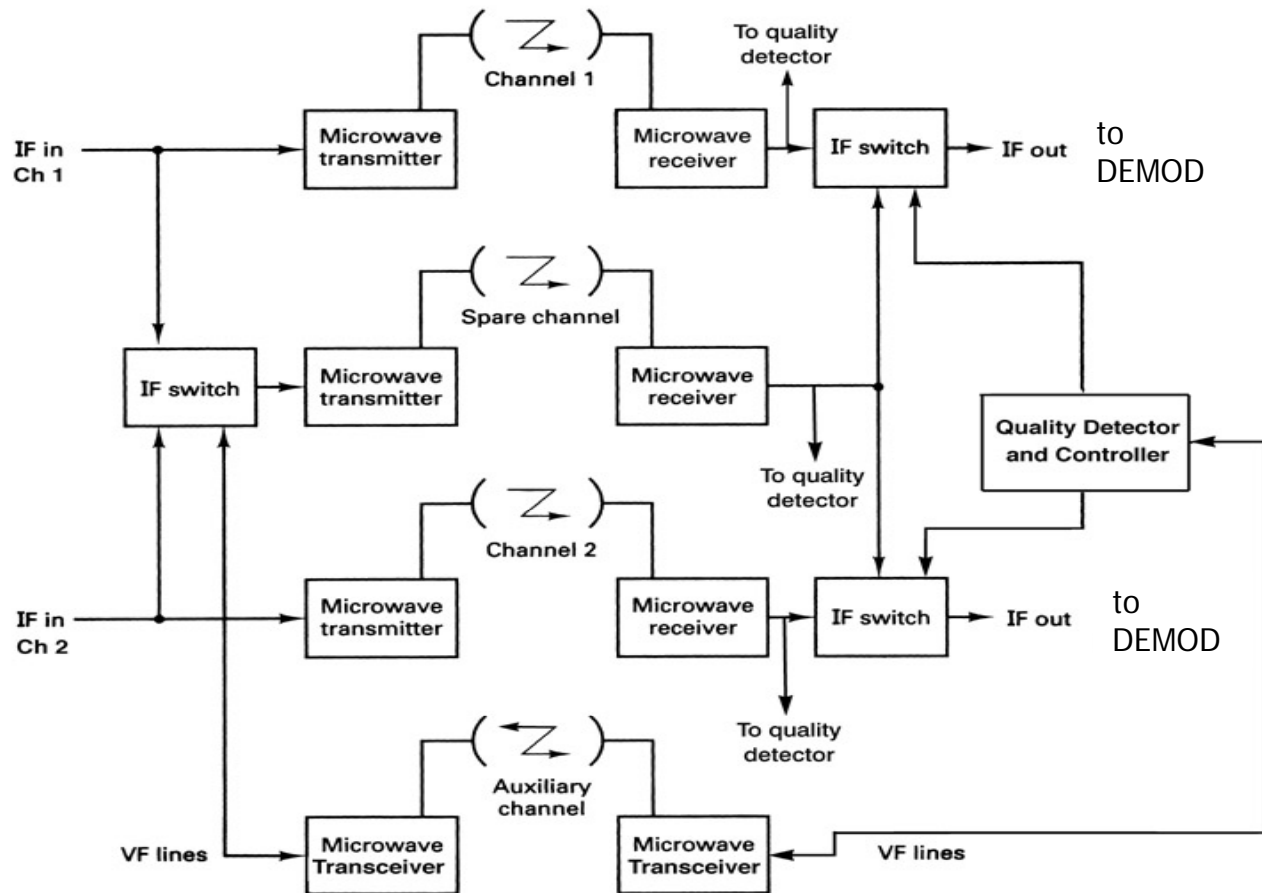 Channel 1
To quality
detector
IF in
Ch 1
Microwave
transmitter
Microwave
receiver
IF switch
IF out
to
DEMOD
Spare channel
IF switch
Microwave
transmitter
Microwave
receiver
To quality
detector
Quality Detector
and Controller
Channel 2
IF in
Ch 2
Microwave
transmitter
Microwave
receiver
IF switch
IF out
to
DEMOD
To quality
detector
Auxiliary
channel
VF lines
Microwave
Transceiver
Microwave
Transceiver
VF lines